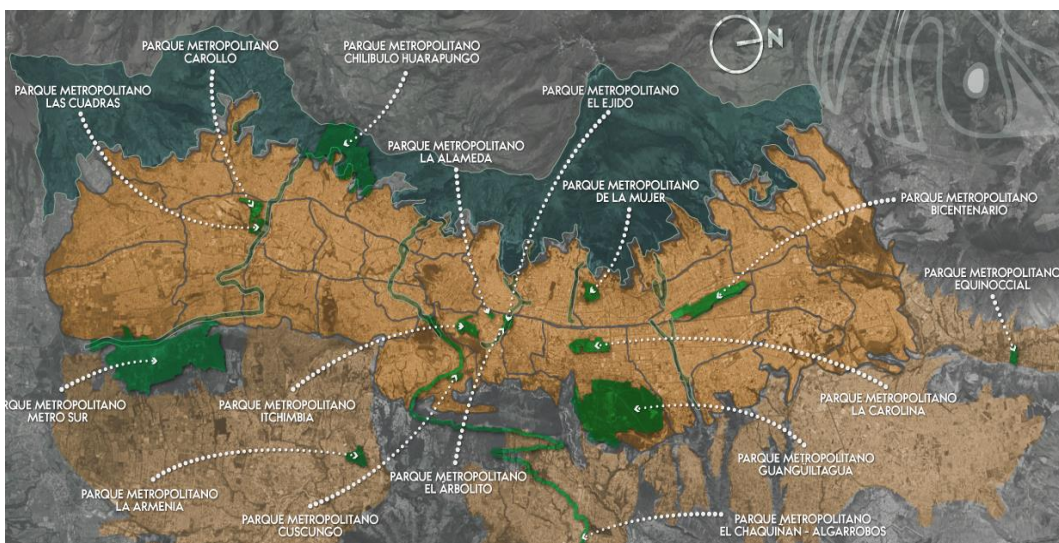 PARQUE METROPOLITANO
CAROLLO
PARQUE METROPOLITANO
CHILIBULO HUARAPUNGO
N
PARQUE METROPOLITANO
LAS CUADRAS
PARQUE METROPOLITANO
EL EJIDO
PARQUE METROPOLITANO
LA ALAMEDA
PARQUE METROPOLITANO
DE LA MUJER
PARQUE METROPOLITANO
BICENTENARIO
PARQUE METROPOLITANO
EQUINOCCIAL
RQUE METROPOLITANO
METRO SUR
PARQUE METROPOLITANO
ITCHIMBIA
PARQUE METROPOLITANO
LA CAROLINA
PARQUE METROPOLITANO
GUANGUILTAGUA
PARQUE METROPOLITANO
LA ARMENIA
PARQUE METROPOLITANO
EL ARBOLITO
PARQUE METROPOLITANO
CUSCUNGO
PARQUE METROPOLITANO
EL CHAQUIÑAN - ALGARROBOS